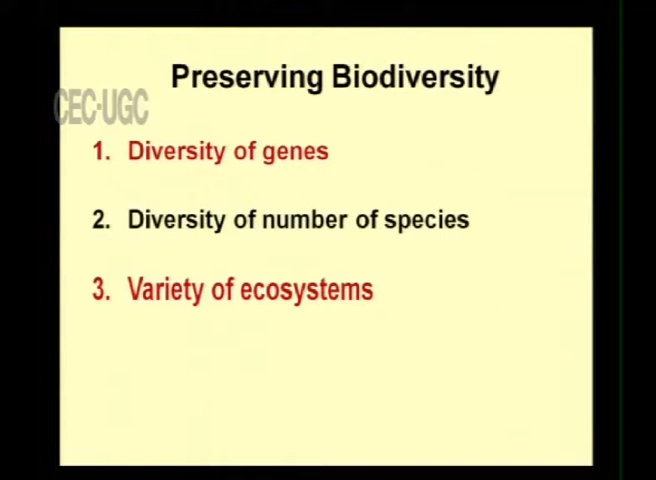 Preserving Biodiversity
CEC-UGC
1. Diversity of genes
2. Diversity of number of species
3. Variety of ecosystems